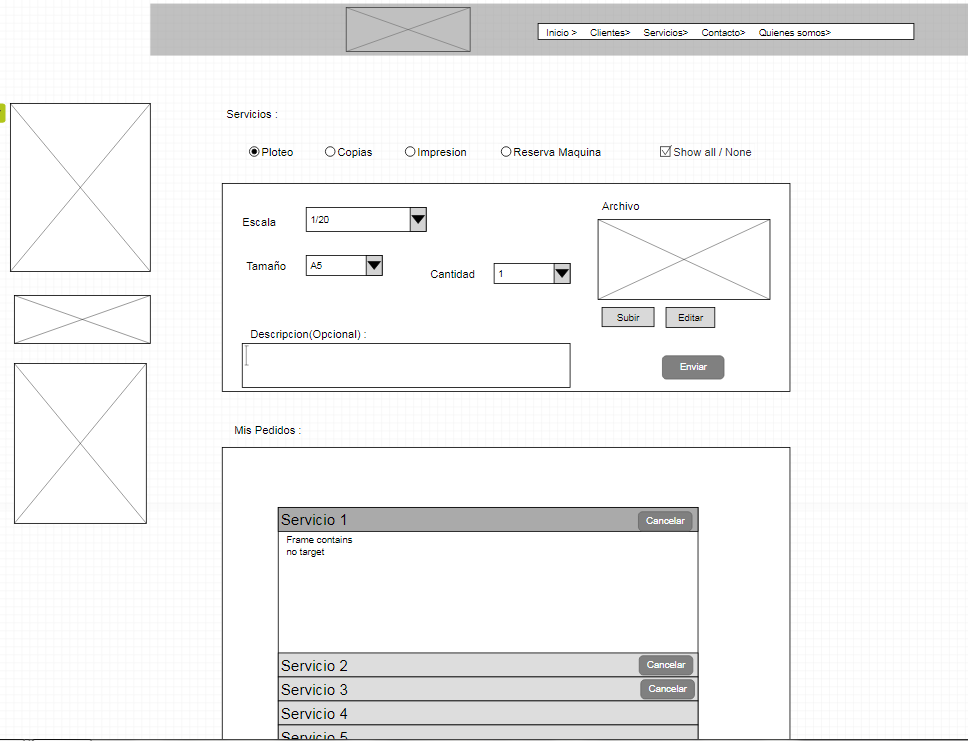 Inicio > Clientes> Servicios> Contacto> Quienes somos>
Servicios :
Ploteo Copias Impresion Reserva Maquina Show all / None
Archivo
Escala 1/20
Tamaño A5 Cantidad 1
Subir Editar
Descripcion(Opcional) :
Enviar
Mis Pedidos :
Servicio 1 Cancelar
Frame contains
no target
Servicio 2 Cancelar
Servicio 3 Cancelar
Servicio 4
Servicio 5